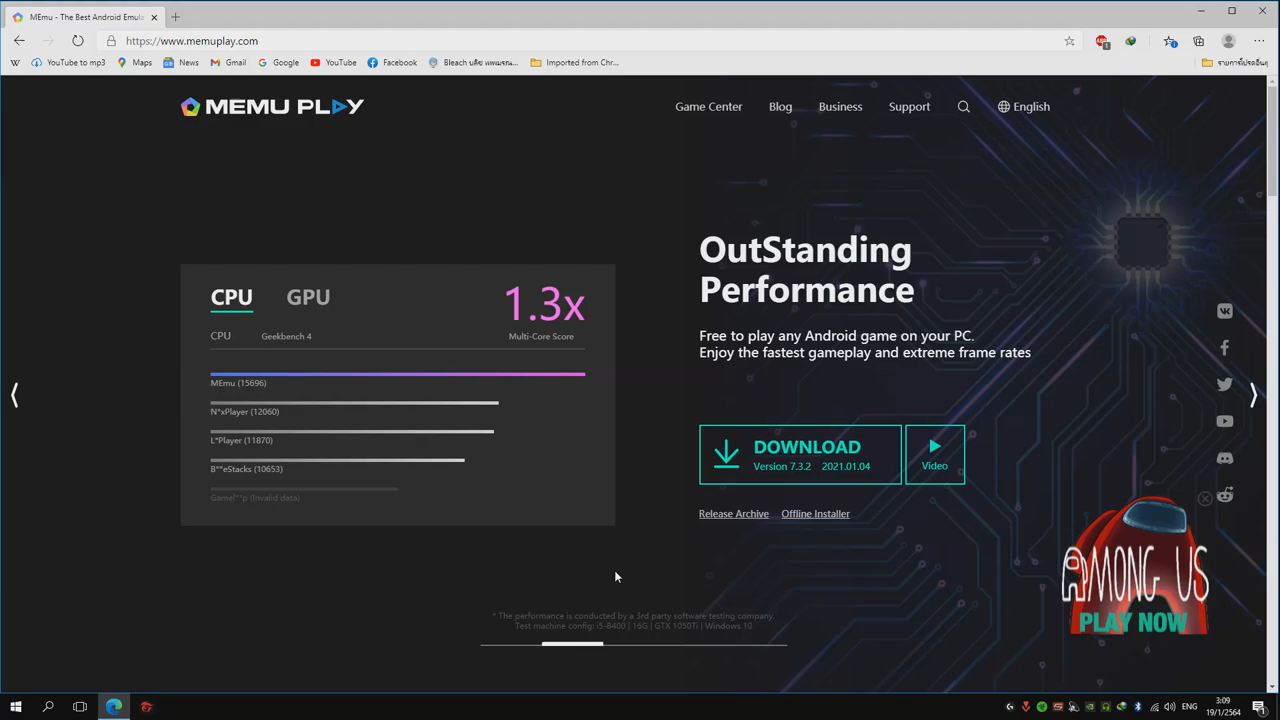 MEmu - The Best Android Emula
https://www.memuplay.com
1
W YouTube to mp3 Maps News Gmail Google YouTube Facebook Imported from Chr...
MEMU PLAY
Game Center Blog Business Support English
CPU GPU
1.3x
CPU Geekbench 4 Multi-Core Score
MEmu (15696)
N*xPlayer (12060)
L*Player (11870)
B**eStacks (10653)
Gamel**p (Invalid data)
OutStanding
Performance
Free to play any Android game on your PC.
Enjoy the fastest gameplay and extreme frame rates
DOWNLOAD
Version 7.3.2 2021.01.04
Video
Release Archive Offline Installer
AMONG US
PLAY NOW
* The performance is conducted by a 3rd party software testing company.
Test machine config: i5-8400 | 16G | GTX 1050Ti | Windows 10
ENG
3:09
19/1/2564